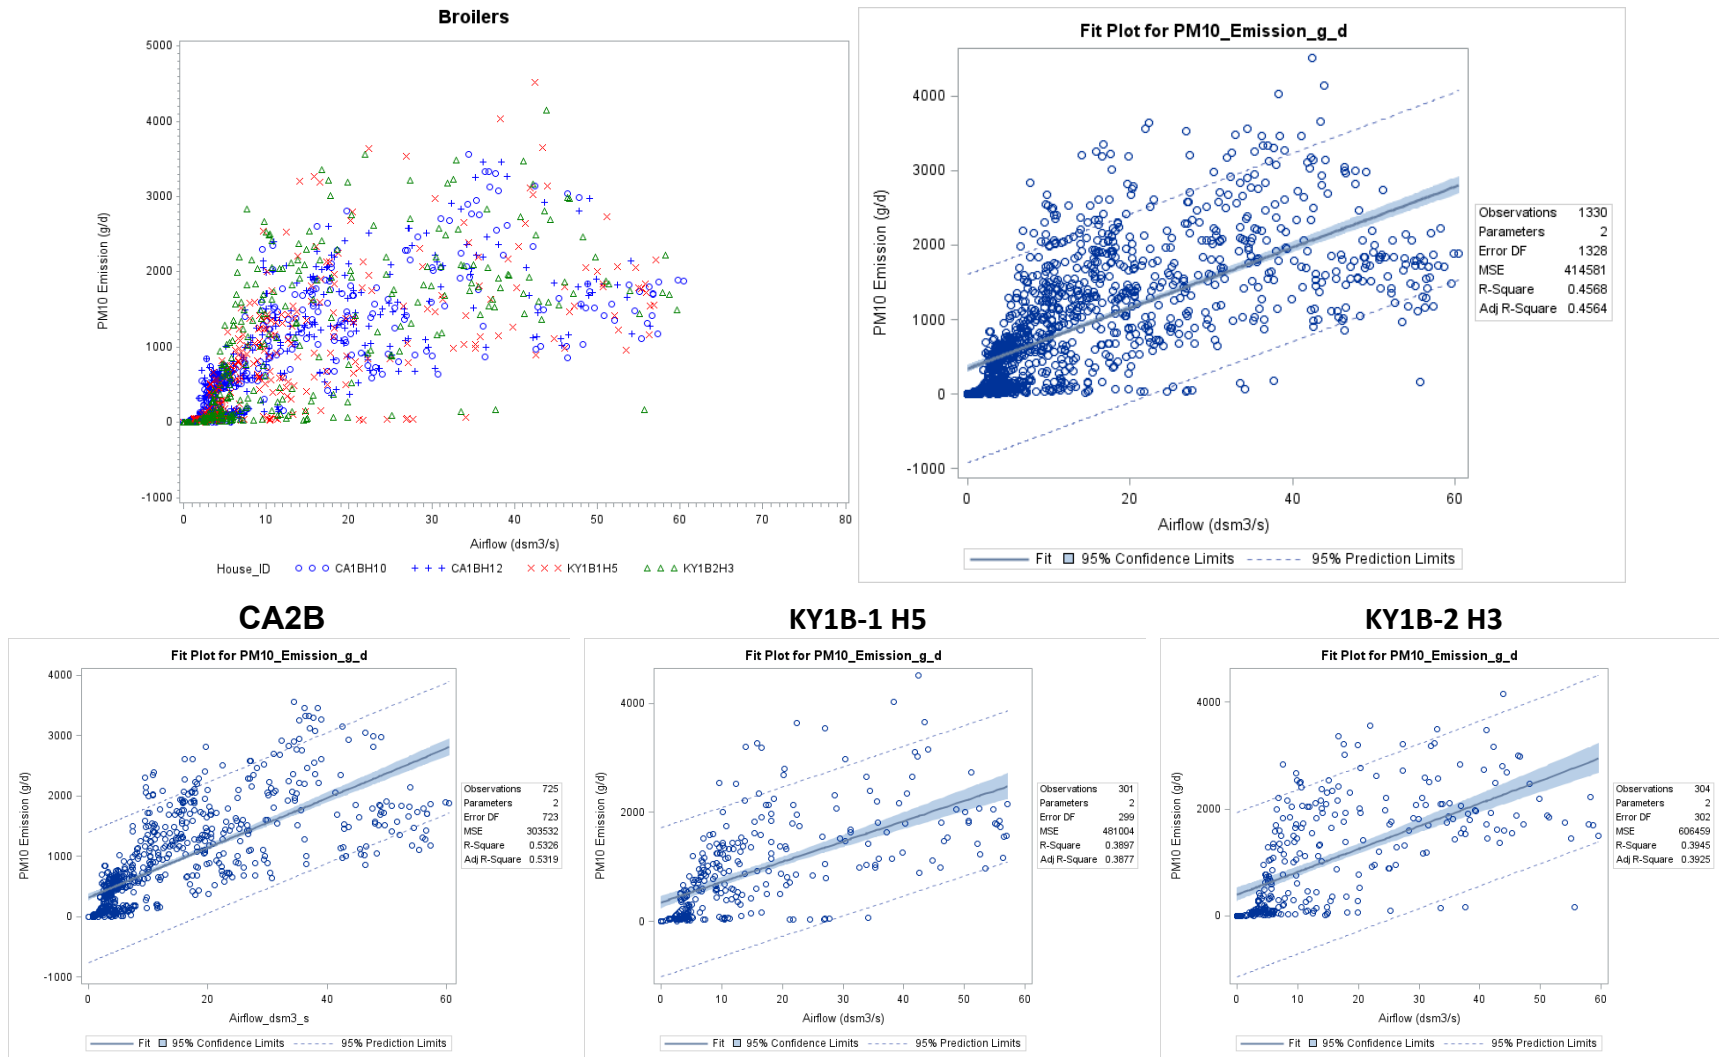 Broilers
5000
4000
3000
2000
1000
0
-1000
PM10 Emission (g/d)
0 10 20 30 40 50 60 70 80
Airflow (dsm3/s)
House_ID CA1BH10 CA1BH12 KY1B1H5 KY1B2H3
Fit Plot for PM10_Emission_g_d
4000
3000
2000
1000
0
-1000
PM10 Emission (g/d)
0 20 40 60
Airflow (dsm3/s)
Fit 95% Confidence Limits 95% Prediction Limits
Observations 1330
Parameters 2
Error DF 1328
MSE 414581
R-Square 0.4568
Adj R-Square 0.4564
CA2B
Fit Plot for PM10_Emission_g_d
4000
3000
2000
1000
0
-1000
PM10 Emission (g/d)
0 20 40 60
Airflow_dsm3_s
Fit 95% Confidence Limits 95% Prediction Limits
Observations 725
Parameters 2
Error DF 723
MSE 303532
R-Square 0.5326
Adj R-Square 0.5319
KY1B-1 H5
Fit Plot for PM10_Emission_g_d
4000
2000
0
PM10 Emission (g/d)
0 10 20 30 40 50 60
Airflow (dsm3/s)
Fit 95% Confidence Limits 95% Prediction Limits
Observations 301
Parameters 2
Error DF 299
MSE 481004
R-Square 0.3897
Adj R-Square 0.3877
KY1B-2 H3
Fit Plot for PM10_Emission_g_d
4000
2000
0
PM10 Emission (g/d)
0 10 20 30 40 50 60
Airflow (dsm3/s)
Fit 95% Confidence Limits 95% Prediction Limits
Observations 304
Parameters 2
Error DF 302
MSE 606459
R-Square 0.3945
Adj R-Square 0.3925